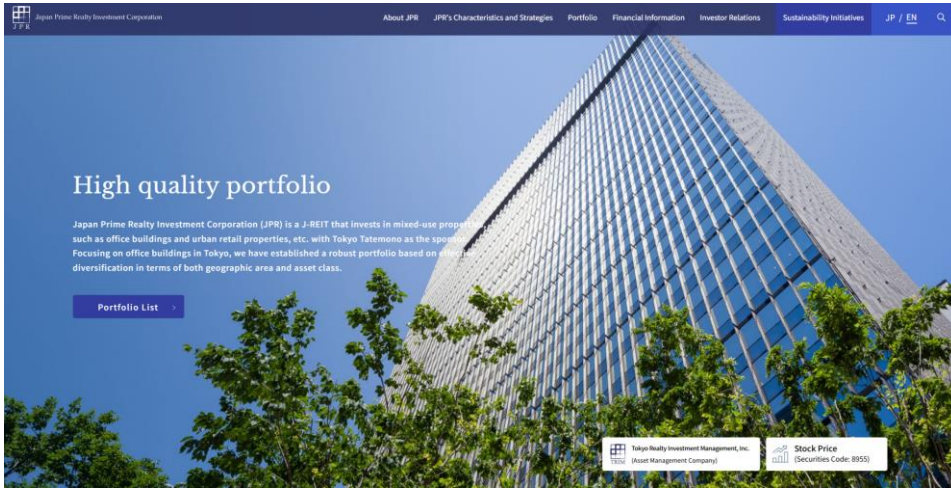 JPR
Japan Prime Realty Investment Corporation
About JPR
JPR's Characteristics and Strategies
Portfolio
Financial Information
Investor Relations
Sustainability Initiatives
JP / EN
High quality portfolio
Japan Prime Realty Investment Corporation (JPR) is a J-REIT that invests in mixed-use
such as office buildings and urban retail properties, etc. with Tokyo Tatemono as the
Focusing on office buildings in Tokyo, we have established a robust portfolio based on
diversification in terms of both geographic area and asset class.
Portfolio List
TRIM
Tokyo Realty Investment Management, Inc.
(Asset Management Company)
Stock Price
(Securities Code: 8955)